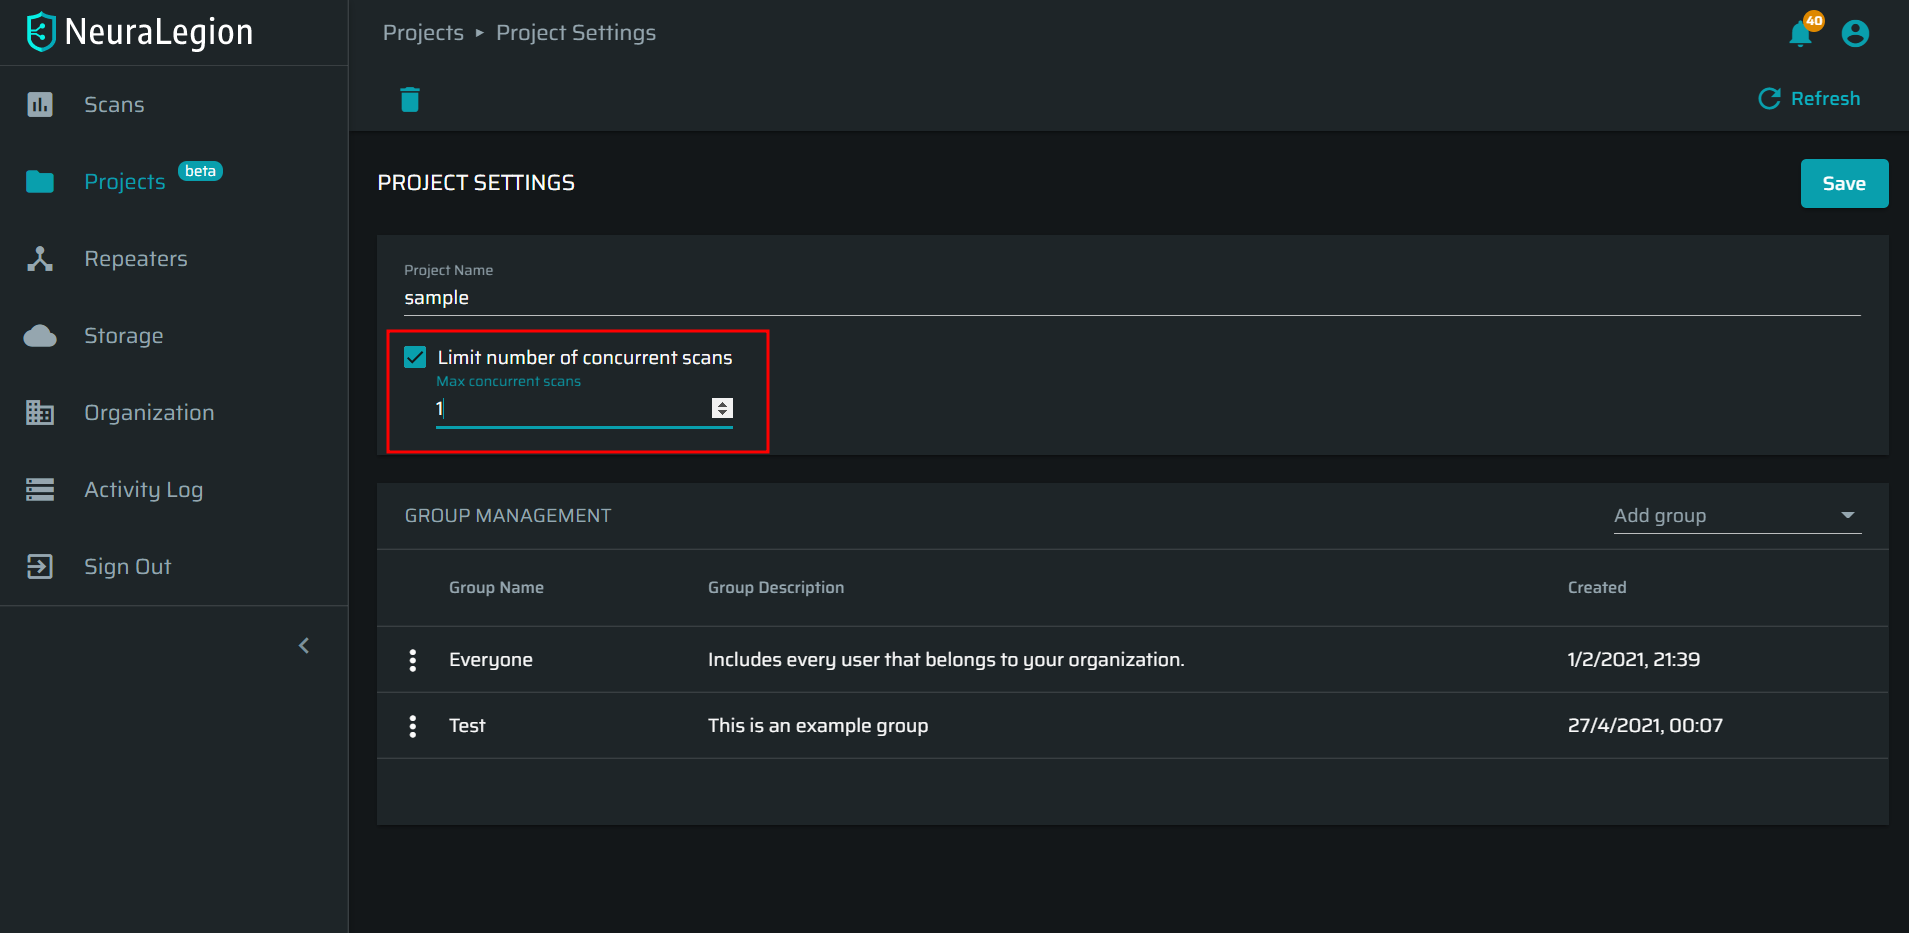 NeuraLegion
Projects ▸ Project Settings
40
Refresh
Scans
Projects beta
Repeaters
Storage
Organization
Activity Log
Sign Out
PROJECT SETTINGS
Save
Project Name
sample
Limit number of concurrent scans
Max concurrent scans
1
GROUP MANAGEMENT
Add group
Group Name Group Description Created
Everyone Includes every user that belongs to your organization. 1/2/2021, 21:39
Test This is an example group 27/4/2021, 00:07